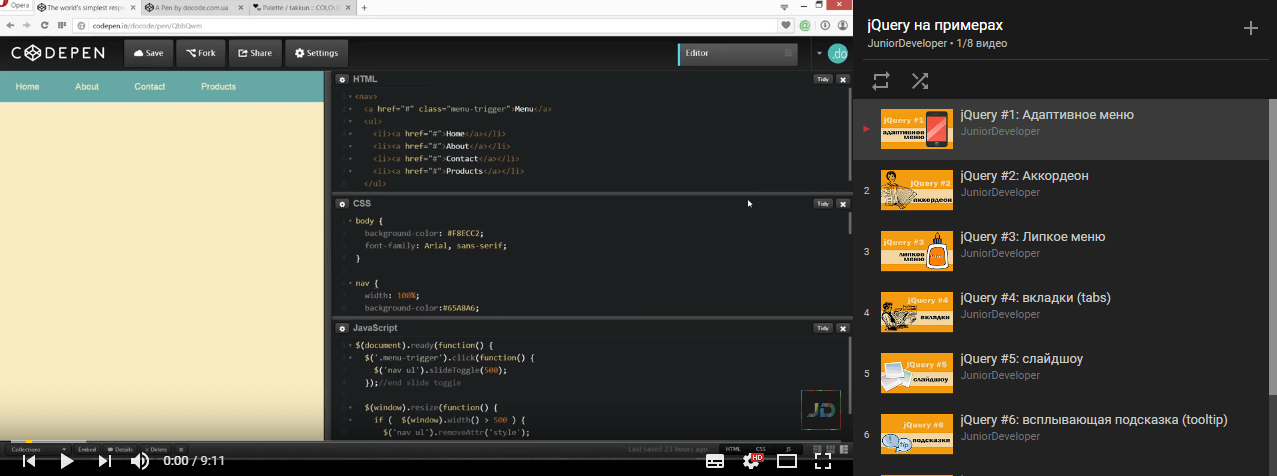 Opera
The world's simplest resp
A Pen by docode.com.ua
Palette / takkun :: COLOU
codepen.io/docode/pen/QbbQwm
CODEPEN
Save
Fork
Share
Settings
Editor
.do
Home
About
Contact
Products
HTML
Tidy
<nav>
<a href="#" class="menu-trigger">Menu</a>
<ul>
<li><a href="#">Home</a></li>
<li><a href="#">About</a></li>
<li><a href="#">Contact</a></li>
<li><a href="#">Products</a></li>
</ul>
CSS
Tidy
body {
background-color: #F8ECC2;
font-family: Arial, sans-serif;
}
nav {
width: 100%;
background-color:#65A8A6;
JavaScript
Tidy
$(document).ready(function() {
$('.menu-trigger').click(function() {
$('nav ul').slideToggle(500);
});//end slide toggle
$(window).resize(function() {
if ( $(window).width() > 500 ) {
$('nav ul').removeAttr('style');
JD
Collections
Embed
Details
Delete
Last saved 23 hours ago
HTML
CSS
JS
0:00 / 9:11
HD
jQuery на примерах
JuniorDeveloper • 1/8 видео
jQuery #1
адаптивное
меню
jQuery #1: Адаптивное меню
JuniorDeveloper
2
jQuery #2
аккордеон
jQuery #2: Аккордеон
JuniorDeveloper
3
jQuery #3
липкое
меню
jQuery #3: Липкое меню
JuniorDeveloper
4
jQuery #4
вкладки
jQuery #4: вкладки (tabs)
JuniorDeveloper
5
jQuery #5
слайдшоу
jQuery #5: слайдшоу
JuniorDeveloper
6
jQuery #6
подсказка
jQuery #6: всплывающая подсказка (tooltip)
JuniorDeveloper